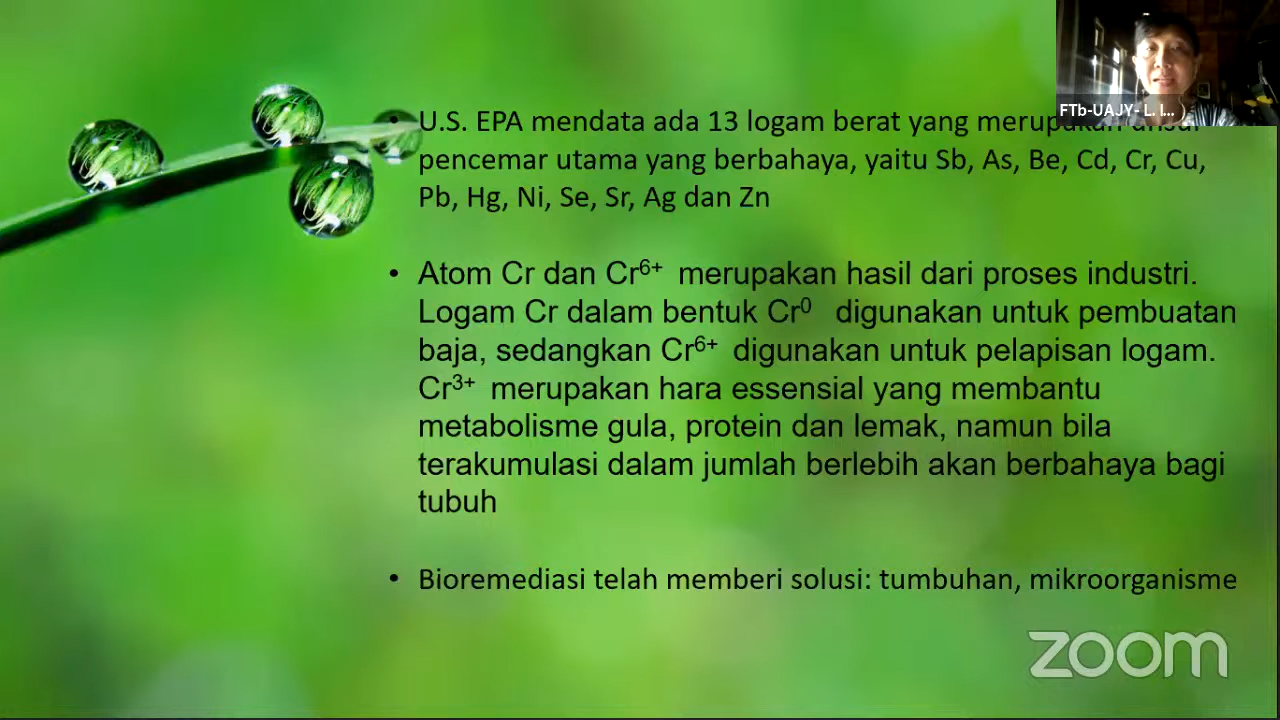 FTb-UAJY- L. I...
• U.S. EPA mendata ada 13 logam berat yang merupakan unsur
pencemar utama yang berbahaya, yaitu Sb, As, Be, Cd, Cr, Cu,
Pb, Hg, Ni, Se, Sr, Ag dan Zn
• Atom Cr dan Cr⁶⁺ merupakan hasil dari proses industri.
Logam Cr dalam bentuk Cr⁰ digunakan untuk pembuatan
baja, sedangkan Cr⁶⁺ digunakan untuk pelapisan logam.
Cr³⁺ merupakan hara essensial yang membantu
metabolisme gula, protein dan lemak, namun bila
terakumulasi dalam jumlah berlebih akan berbahaya bagi
tubuh
• Bioremediasi telah memberi solusi: tumbuhan, mikroorganisme
zoom